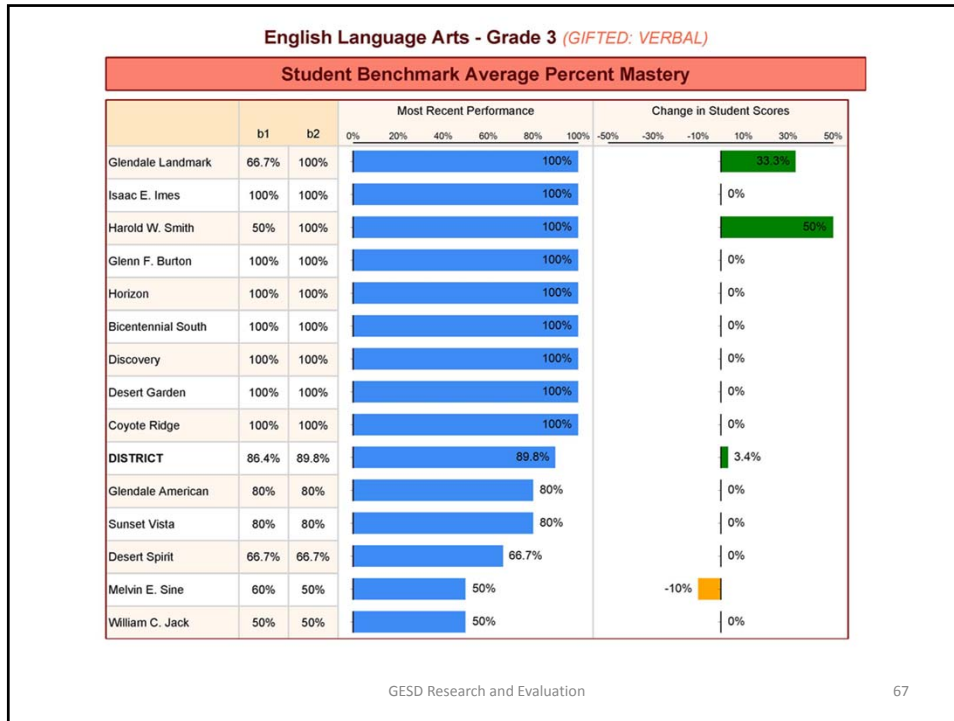 English Language Arts - Grade 3 (GIFTED: VERBAL)
Student Benchmark Average Percent Mastery
Most Recent Performance Change in Student Scores
b1 b2 0% 20% 40% 60% 80% 100% -50% -30% -10% 10% 30% 50%
Glendale Landmark 66.7% 100% 100% 33.3%
Isaac E. Imes 100% 100% 100% 0%
Harold W. Smith 50% 100% 100% 50%
Glenn F. Burton 100% 100% 100% 0%
Horizon 100% 100% 100% 0%
Bicentennial South 100% 100% 100% 0%
Discovery 100% 100% 100% 0%
Desert Garden 100% 100% 100% 0%
Coyote Ridge 100% 100% 100% 0%
DISTRICT 86.4% 89.8% 89.8% 3.4%
Glendale American 80% 80% 80% 0%
Sunset Vista 80% 80% 80% 0%
Desert Spirit 66.7% 66.7% 66.7% 0%
Melvin E. Sine 60% 50% 50% -10%
William C. Jack 50% 50% 50% 0%
GESD Research and Evaluation 67